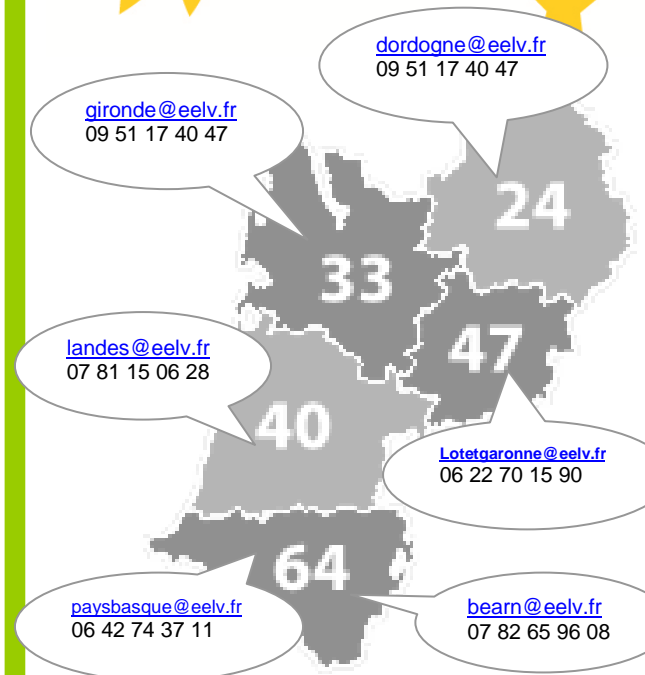 dordogne@eelv.fr
09 51 17 40 47
gironde@eelv.fr
09 51 17 40 47
24
33
47
landes@eelv.fr
07 81 15 06 28
40
Lotetgaronne@eelv.fr
06 22 70 15 90
64
paysbasque@eelv.fr
06 42 74 37 11
bearn@eelv.fr
07 82 65 96 08